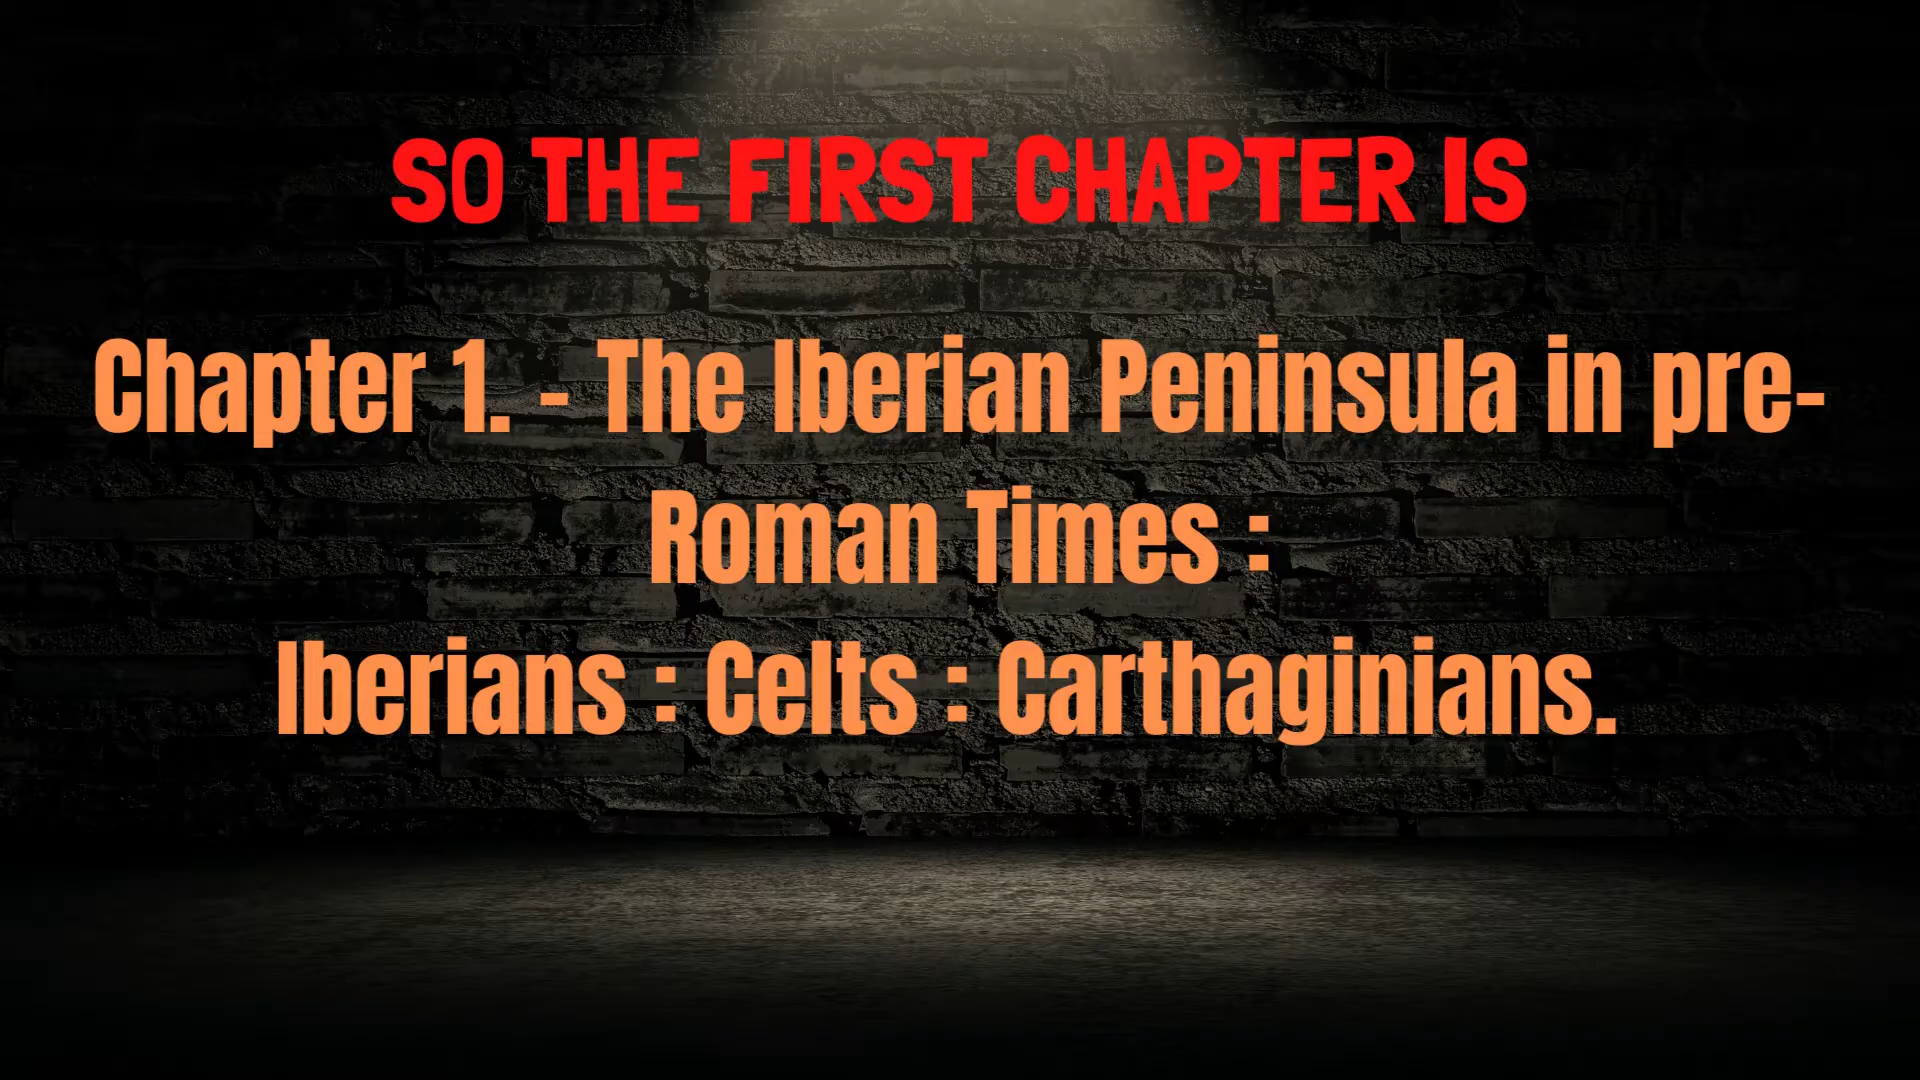 SO THE FIRST CHAPTER IS
Chapter 1. - The Iberian Peninsula in pre-
Roman Times :
Iberians : Celts : Carthaginians.